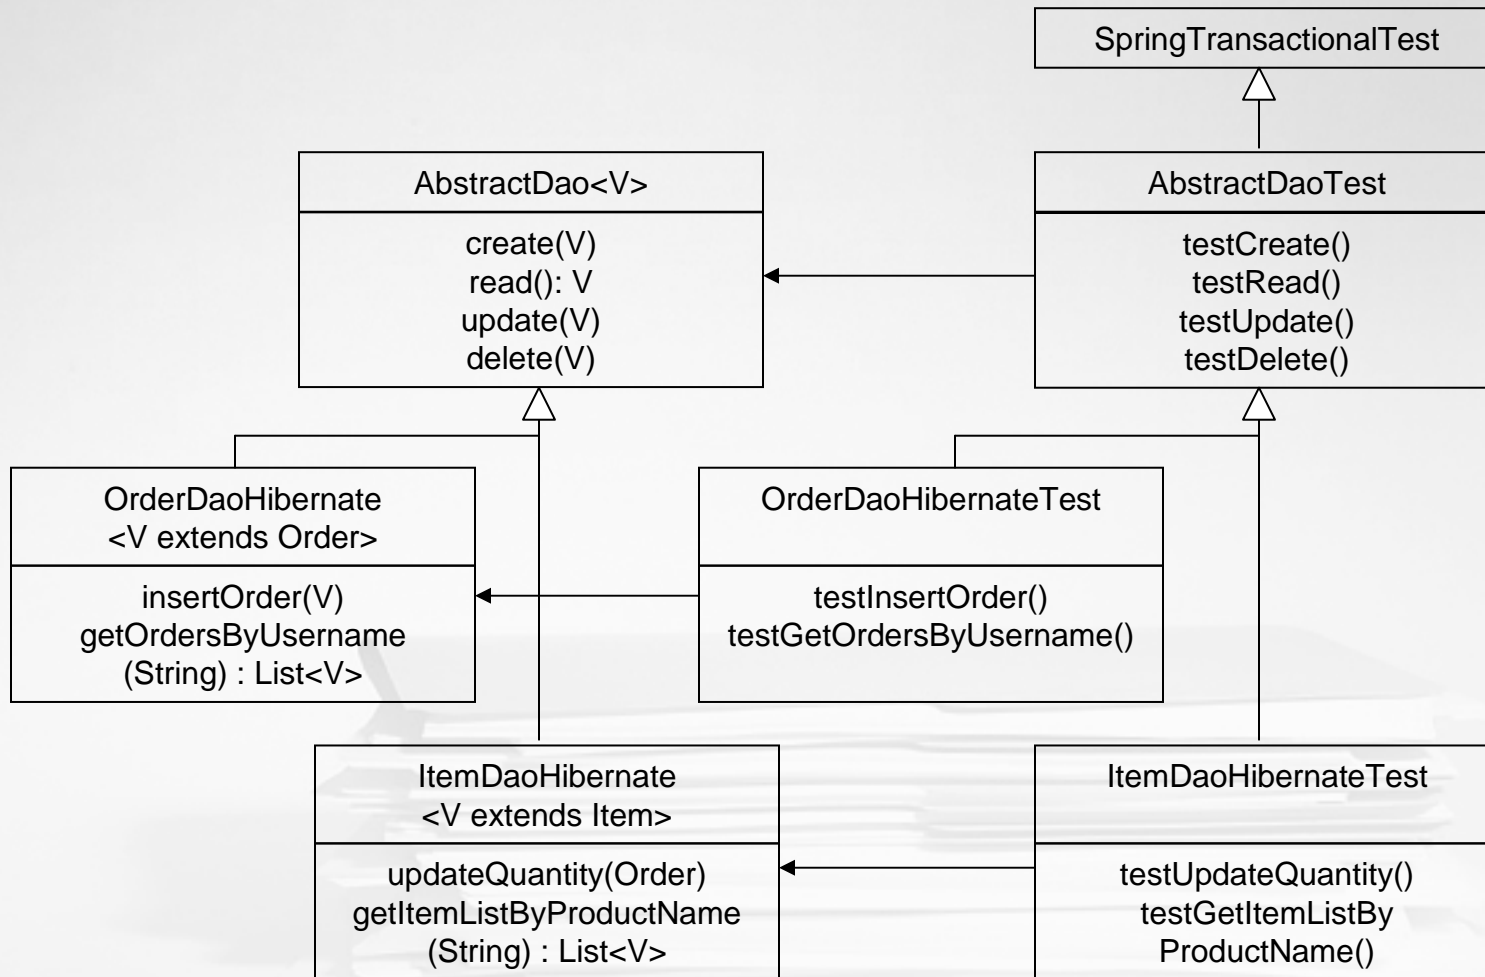 SpringTransactionalTest
AbstractDao<V>
create(V)
read(): V
update(V)
delete(V)
AbstractDaoTest
testCreate()
testRead()
testUpdate()
testDelete()
OrderDaoHibernate
<V extends Order>
insertOrder(V)
getOrdersByUsername
(String) : List<V>
OrderDaoHibernateTest
testInsertOrder()
testGetOrdersByUsername()
ItemDaoHibernate
<V extends Item>
updateQuantity(Order)
getItemListByProductName
(String) : List<V>
ItemDaoHibernateTest
testUpdateQuantity()
testGetItemListBy
ProductName()